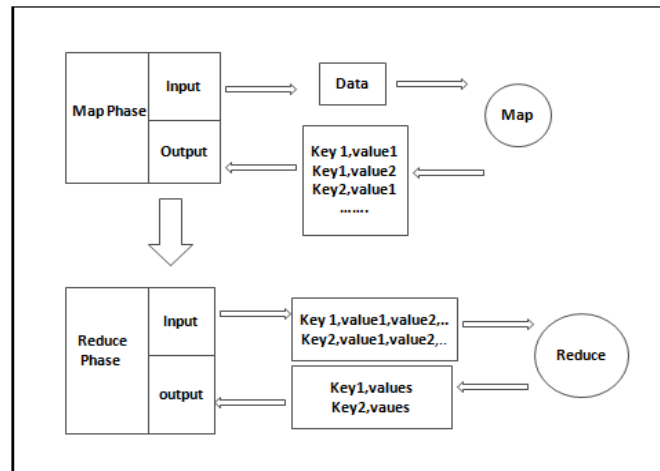 Map Phase
Input
Data
Map
Output
Key 1,value1
Key1,value2
Key2,value1
.......
Reduce
Phase
Input
Key 1,value1,value2,..
Key2,value1,value2,..
Reduce
output
Key1,values
Key2,vaues